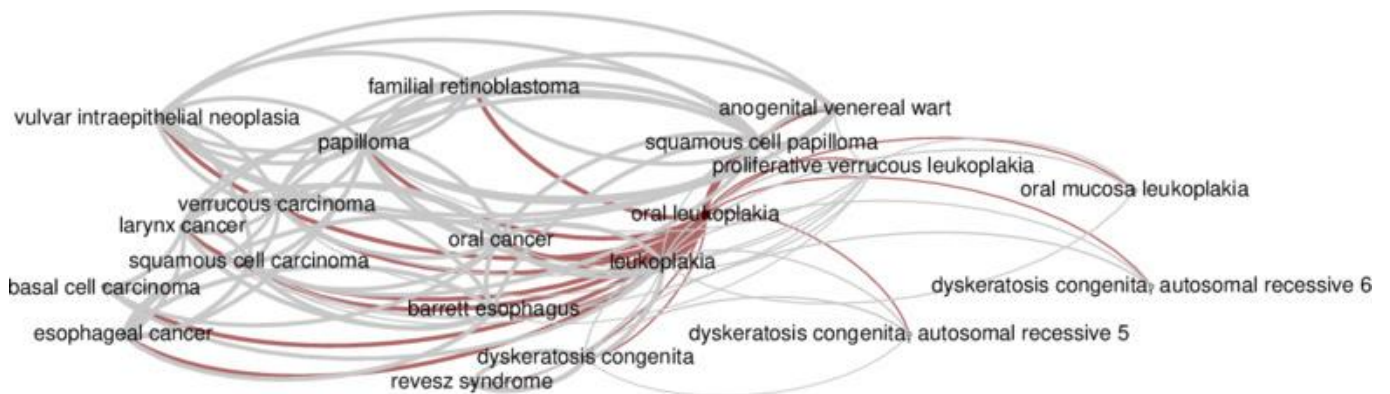 familial retinoblastoma
anogenital venereal wart
vulvar intraepithelial neoplasia
papilloma
squamous cell papilloma
proliferative verrucous leukoplakia
oral mucosa leukoplakia
verrucous carcinoma
oral leukoplakia
larynx cancer
oral cancer
squamous cell carcinoma
leukoplakia
basal cell carcinoma
dyskeratosis congenita, autosomal recessive 6
barrett esophagus
esophageal cancer
dyskeratosis congenita, autosomal recessive 5
dyskeratosis congenita
revesz syndrome